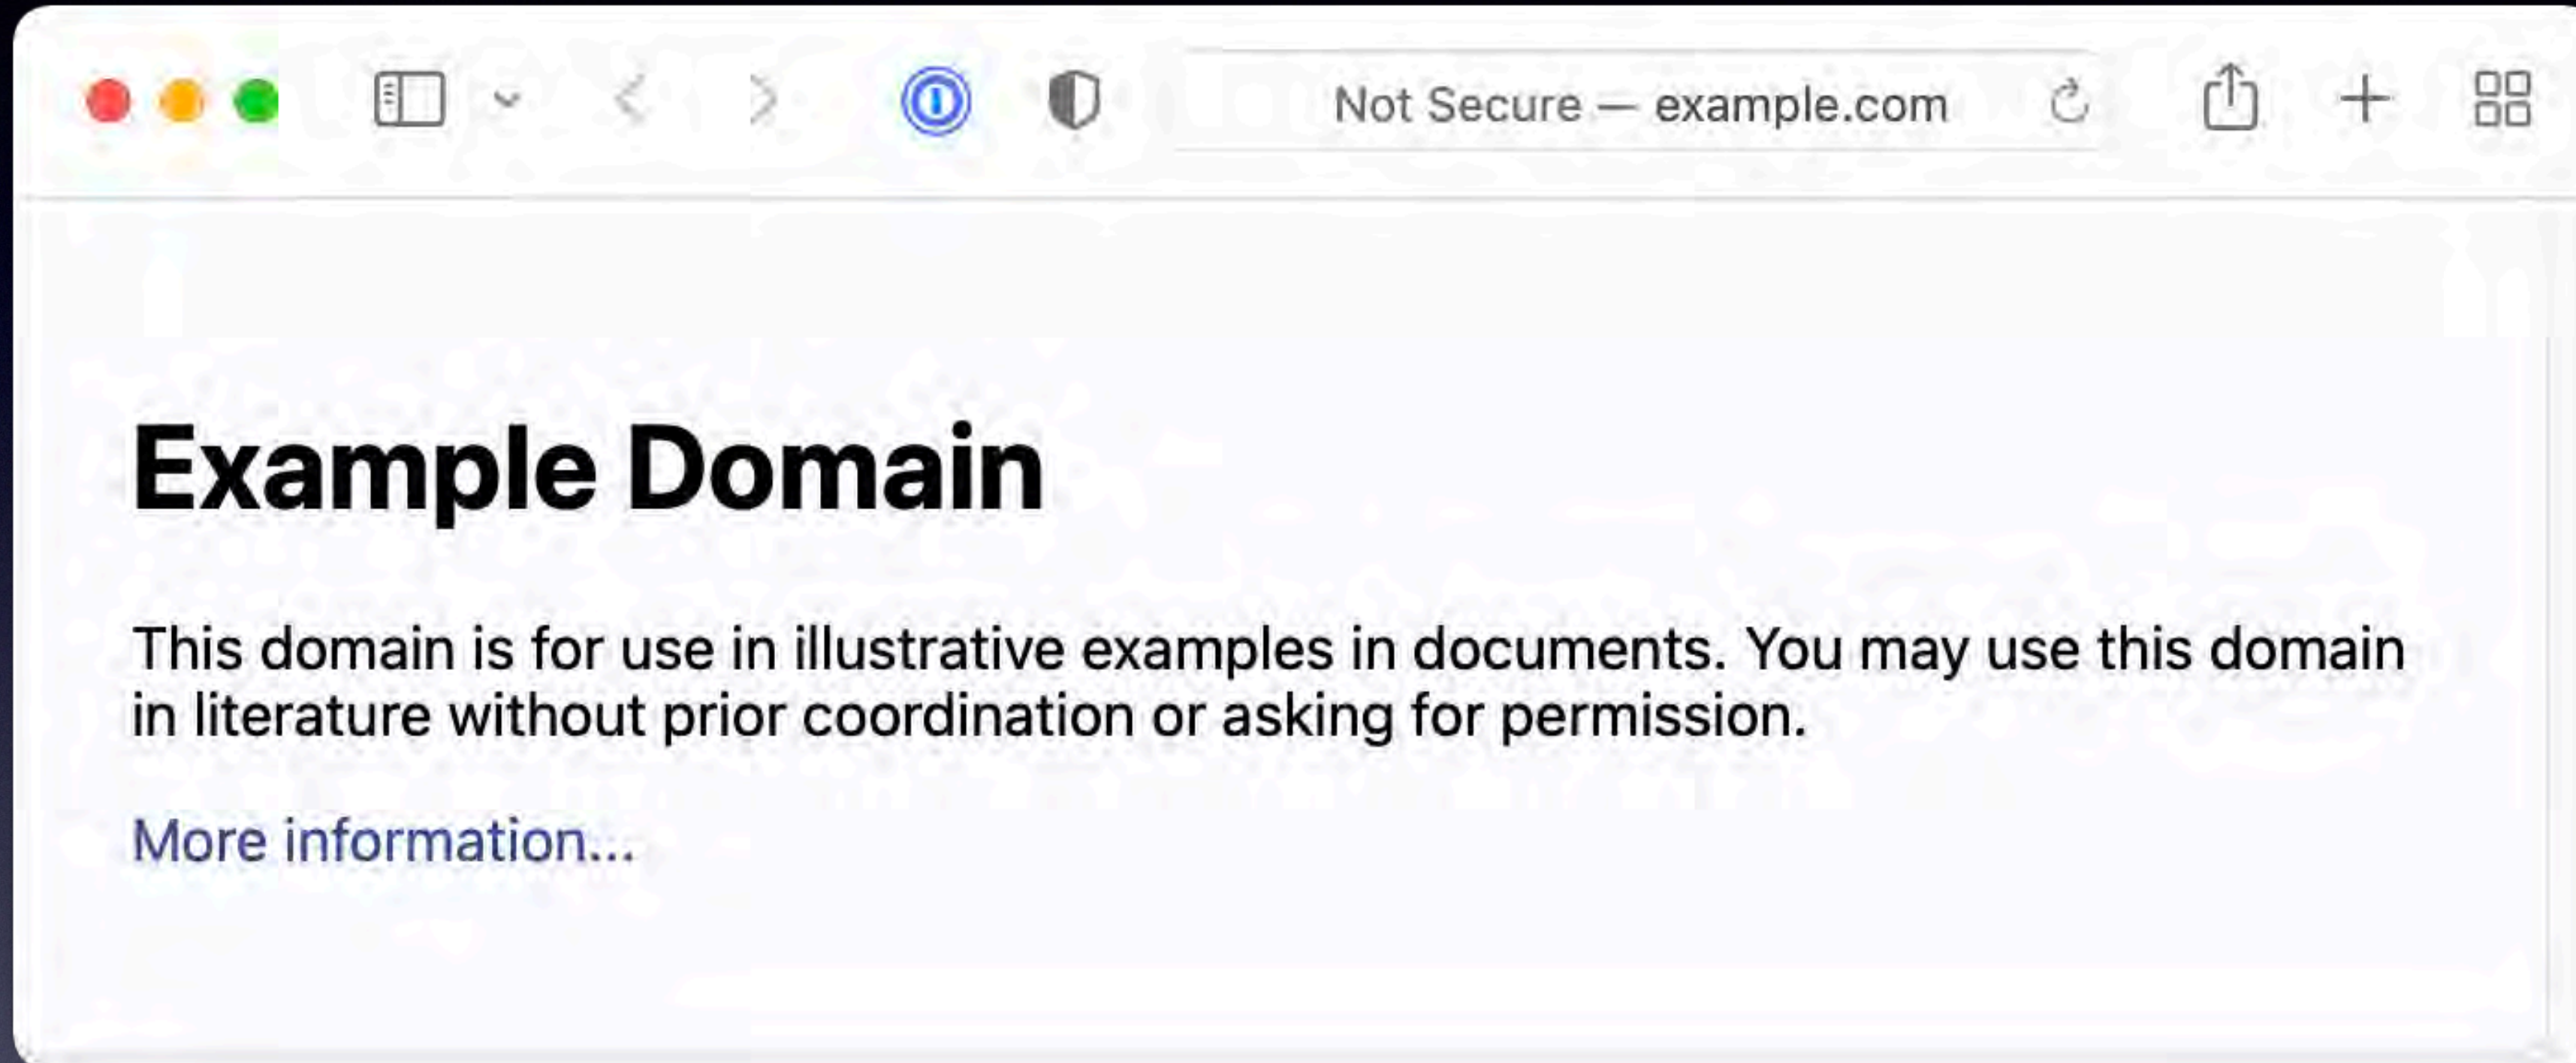 Not Secure — example.com
Example Domain
This domain is for use in illustrative examples in documents. You may use this domain
in literature without prior coordination or asking for permission.
More information...